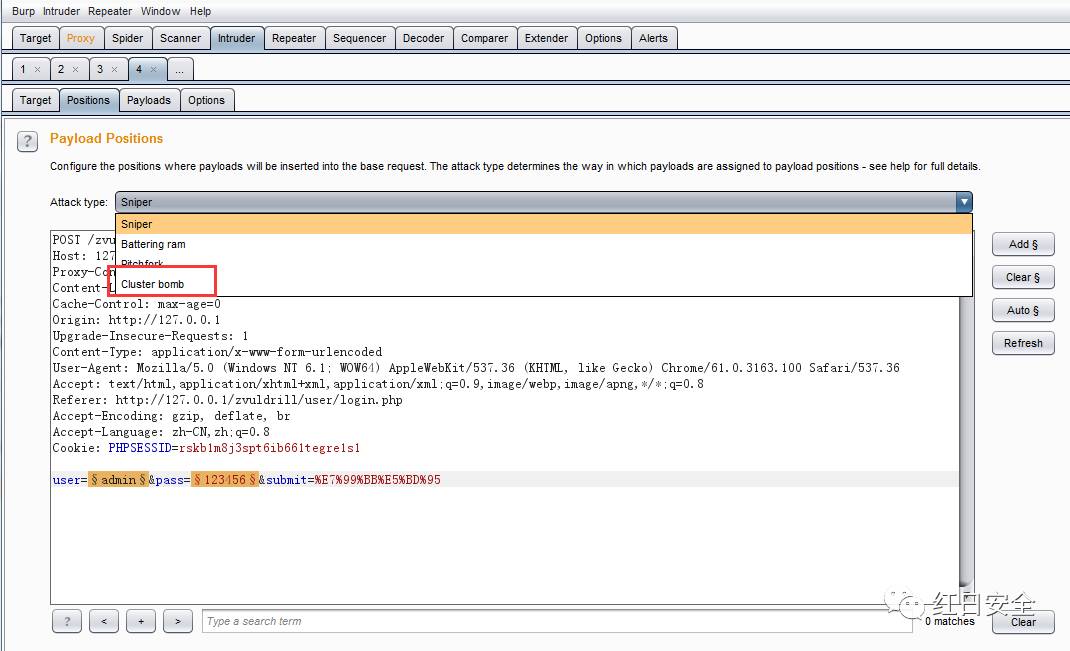 Burp Intruder Repeater Window Help
Target Proxy Spider Scanner Intruder Repeater Sequencer Decoder Comparer Extender Options Alerts
1 × 2 × 3 × 4 × ...
Target Positions Payloads Options
? Payload Positions
Configure the positions where payloads will be inserted into the base request. The attack type determines the way in which payloads are assigned to payload positions - see help for full details.
Attack type: Sniper
Sniper
Battering ram
Pitchfork
Cluster bomb
POST /zvu
Host: 127
Proxy-Con
Content-L
Cache-Control: max-age=0
Origin: http://127.0.0.1
Upgrade-Insecure-Requests: 1
Content-Type: application/x-www-form-urlencoded
User-Agent: Mozilla/5.0 (Windows NT 6.1; WOW64) AppleWebKit/537.36 (KHTML, like Gecko) Chrome/61.0.3163.100 Safari/537.36
Accept: text/html,application/xhtml+xml,application/xml;q=0.9,image/webp,image/apng,*/*;q=0.8
Referer: http://127.0.0.1/zvuldrill/user/login.php
Accept-Encoding: gzip, deflate, br
Accept-Language: zh-CN,zh;q=0.8
Cookie: PHPSESSID=rskb1m8j3spt6ib661tegre1s1
user=§admin§&pass=§123456§&submit=%E7%99%BB%E5%BD%95
Add §
Clear §
Auto §
Refresh
? < + > Type a search term
0 matches
Clear
红日安全